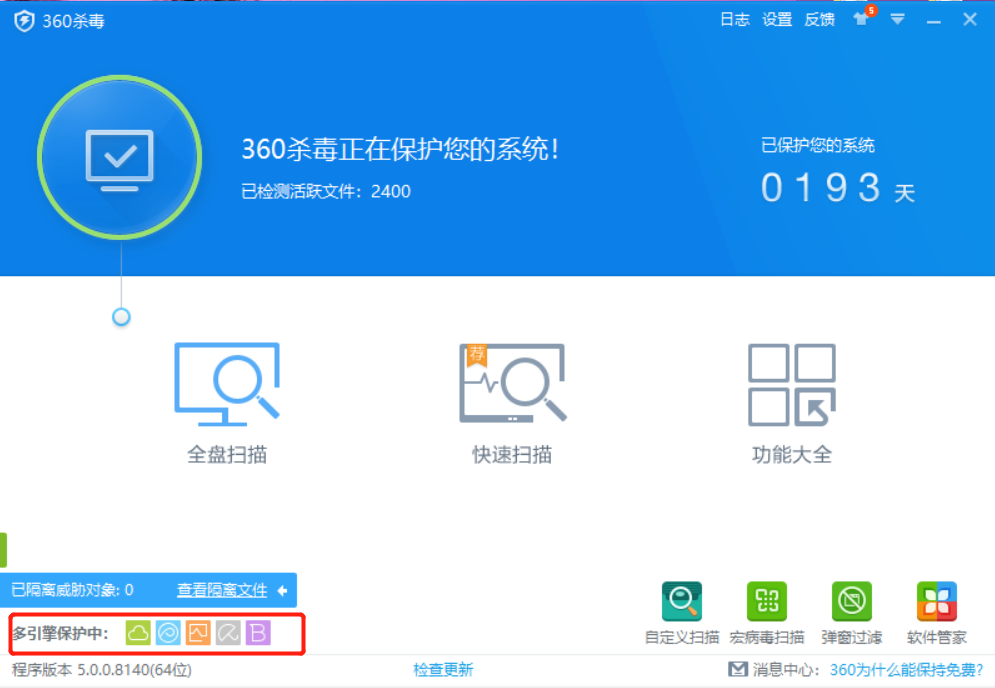 360杀毒
日志 设置 反馈 5
360杀毒正在保护您的系统!
已检测活跃文件: 2400
已保护您的系统
0193 天
荐
全盘扫描 快速扫描 功能大全
已隔离威胁对象: 0 查看隔离文件
多引擎保护中: B
自定义扫描 宏病毒扫描 弹窗过滤 软件管家
程序版本 5.0.0.8140(64位) 检查更新 消息中心: 360为什么能保持免费?